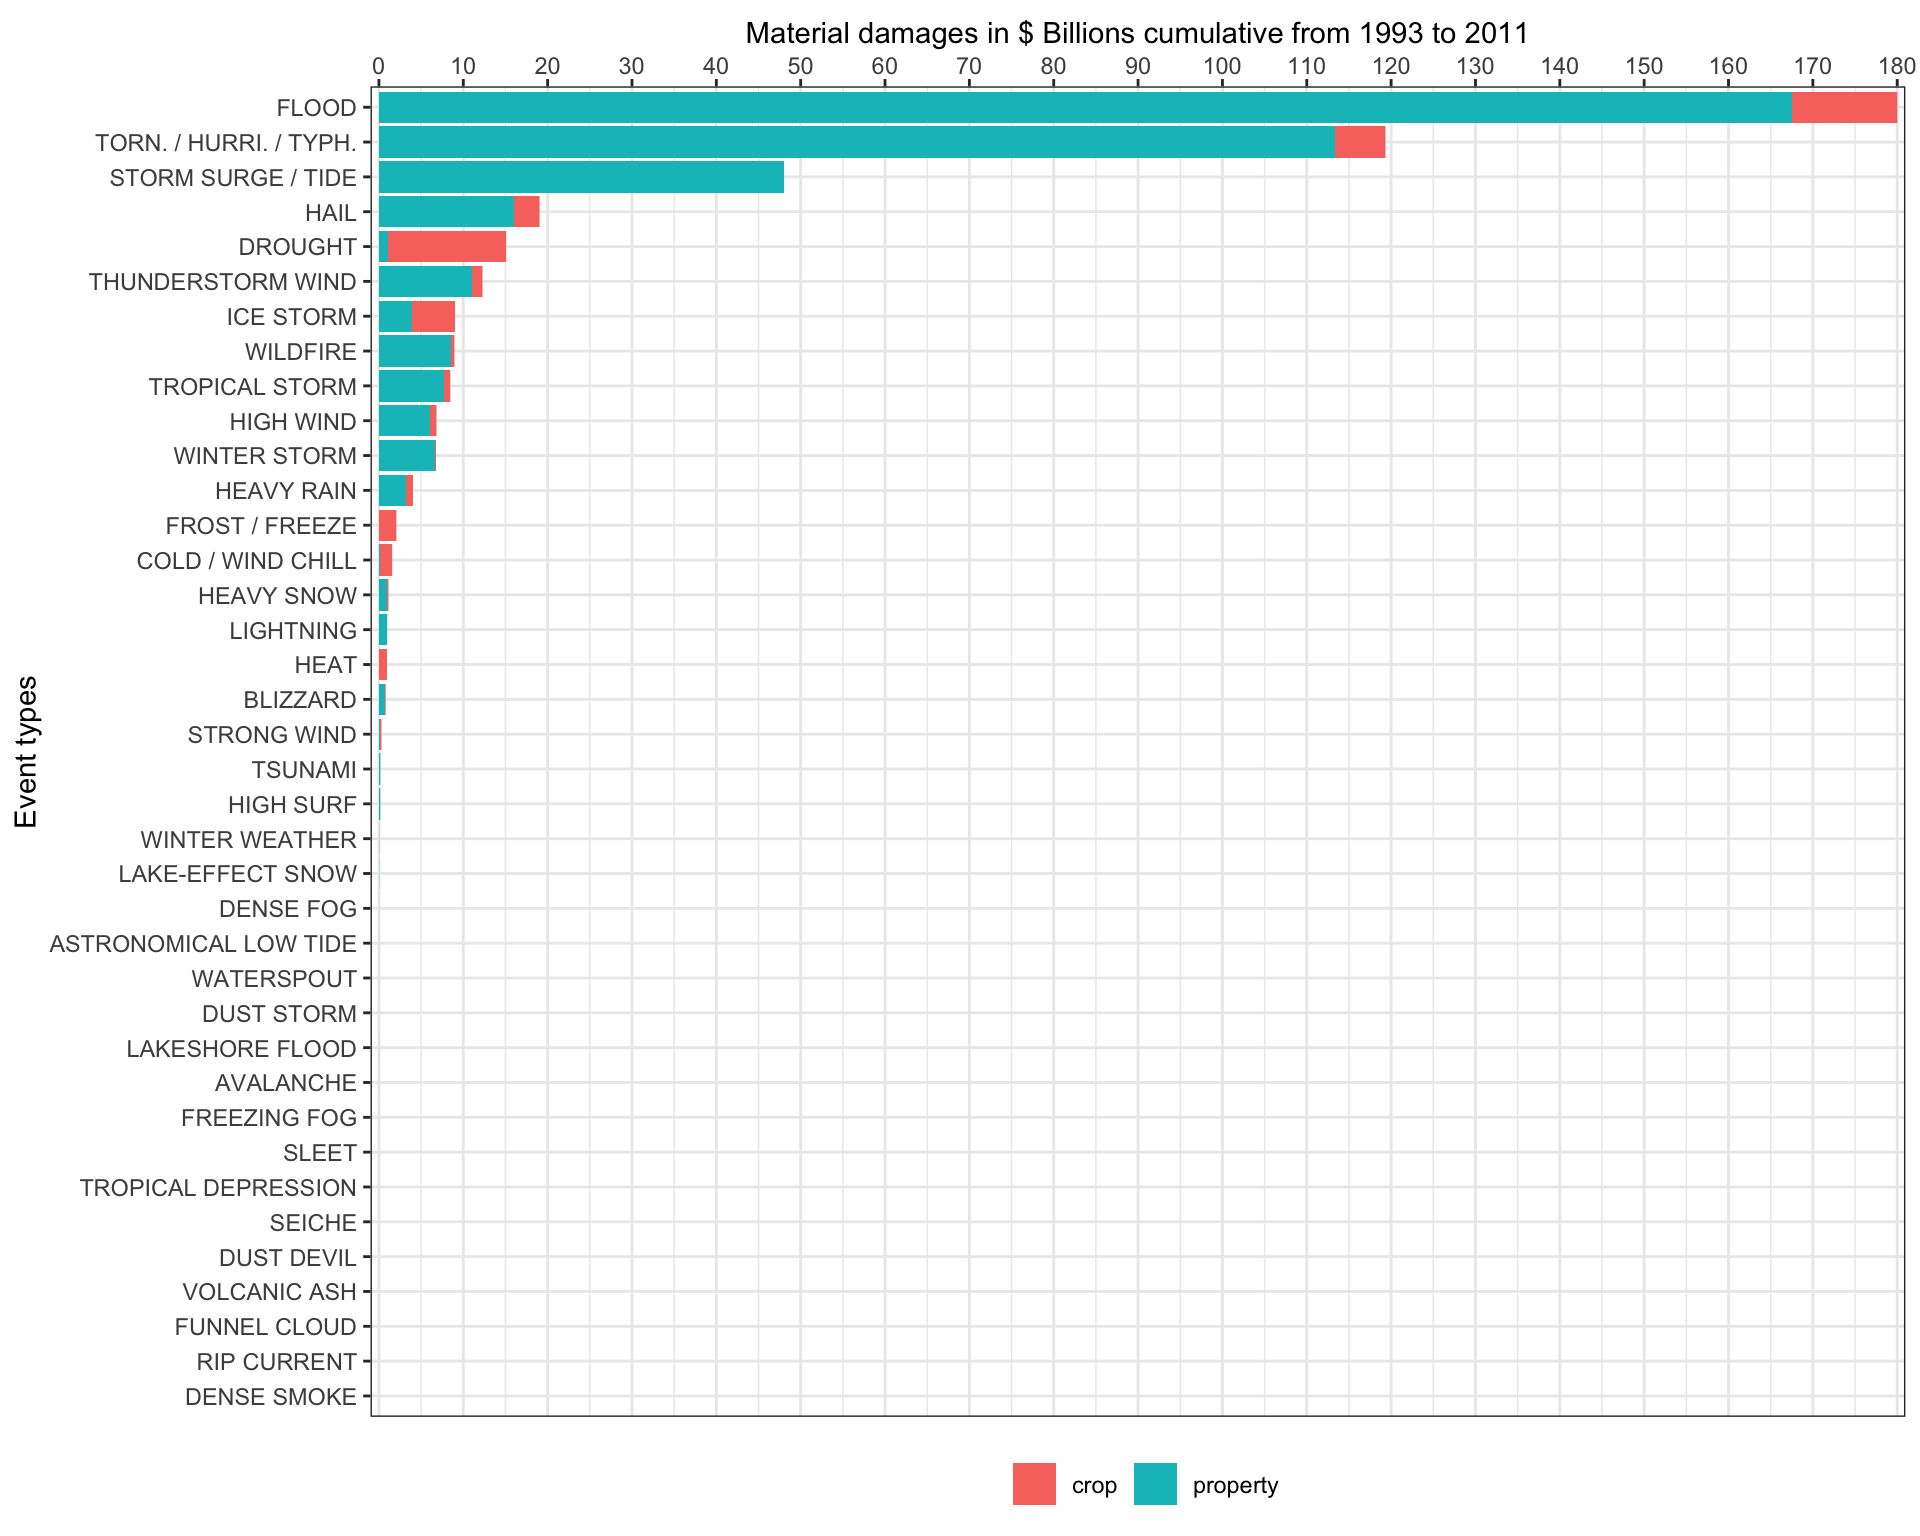 Material damages in $ Billions cumulative from 1993 to 2011
0 10 20 30 40 50 60 70 80 90 100 110 120 130 140 150 160 170 180
FLOOD
TORN. / HURRI. / TYPH.
STORM SURGE / TIDE
HAIL
DROUGHT
THUNDERSTORM WIND
ICE STORM
WILDFIRE
TROPICAL STORM
HIGH WIND
WINTER STORM
HEAVY RAIN
FROST / FREEZE
COLD / WIND CHILL
HEAVY SNOW
LIGHTNING
HEAT
BLIZZARD
STRONG WIND
TSUNAMI
HIGH SURF
WINTER WEATHER
LAKE-EFFECT SNOW
DENSE FOG
ASTRONOMICAL LOW TIDE
WATERSPOUT
DUST STORM
LAKESHORE FLOOD
AVALANCHE
FREEZING FOG
SLEET
TROPICAL DEPRESSION
SEICHE
DUST DEVIL
VOLCANIC ASH
FUNNEL CLOUD
RIP CURRENT
DENSE SMOKE
Event types
crop property